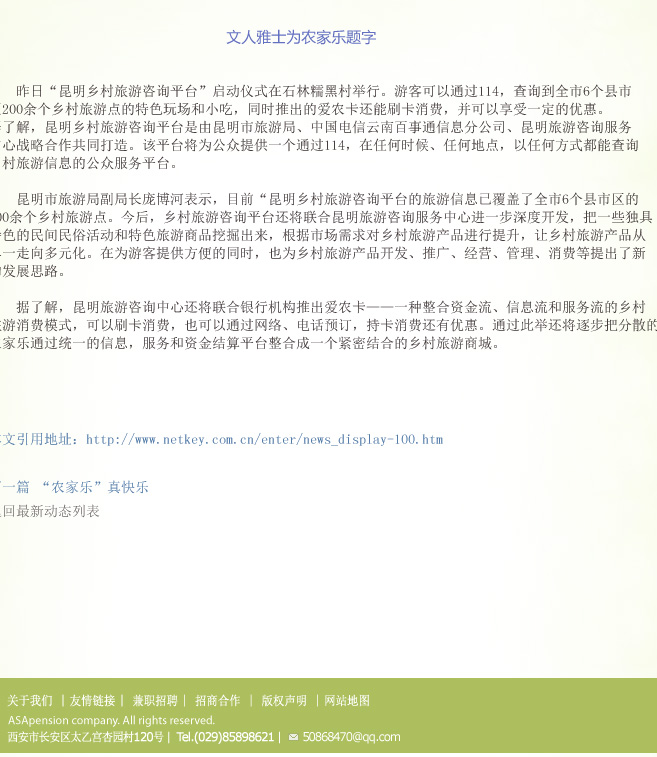 文人雅士为农家乐题字
昨日“昆明乡村旅游咨询平台”启动仪式在石林糯黑村举行。游客可以通过114，查询到全市6个县市
200余个乡村旅游点的特色玩场和小吃，同时推出的爱农卡还能刷卡消费，并可以享受一定的优惠。
了解，昆明乡村旅游咨询平台是由昆明市旅游局、中国电信云南百事通信息分公司、昆明旅游咨询服务
心战略合作共同打造。该平台将为公众提供一个通过114，在任何时候、任何地点，以任何方式都能查询
村旅游信息的公众服务平台。
昆明市旅游局副局长庞博河表示，目前“昆明乡村旅游咨询平台的旅游信息已覆盖了全市6个县市区的
00余个乡村旅游点。今后，乡村旅游咨询平台还将联合昆明旅游咨询服务中心进一步深度开发，把一些独具
色的民间民俗活动和特色旅游商品挖掘出来，根据市场需求对乡村旅游产品进行提升，让乡村旅游产品从
一走向多元化。在为游客提供方便的同时，也为乡村旅游产品开发、推广、经营、管理、消费等提出了新
发展思路。
据了解，昆明旅游咨询中心还将联合银行机构推出爱农卡——一种整合资金流、信息流和服务流的乡村
游消费模式，可以刷卡消费，也可以通过网络、电话预订，持卡消费还有优惠。通过此举还将逐步把分散的
家乐通过统一的信息，服务和资金结算平台整合成一个紧密结合的乡村旅游商城。
文引用地址：http://www.netkey.com.cn/enter/news_display-100.htm
一篇 “农家乐”真快乐
回最新动态列表
关于我们 | 友情链接 | 兼职招聘 | 招商合作 | 版权声明 | 网站地图
ASApension company. All rights reserved.
西安市长安区太乙宫杏园村120号 | Tel.(029)85898621 | 50868470@qq.com